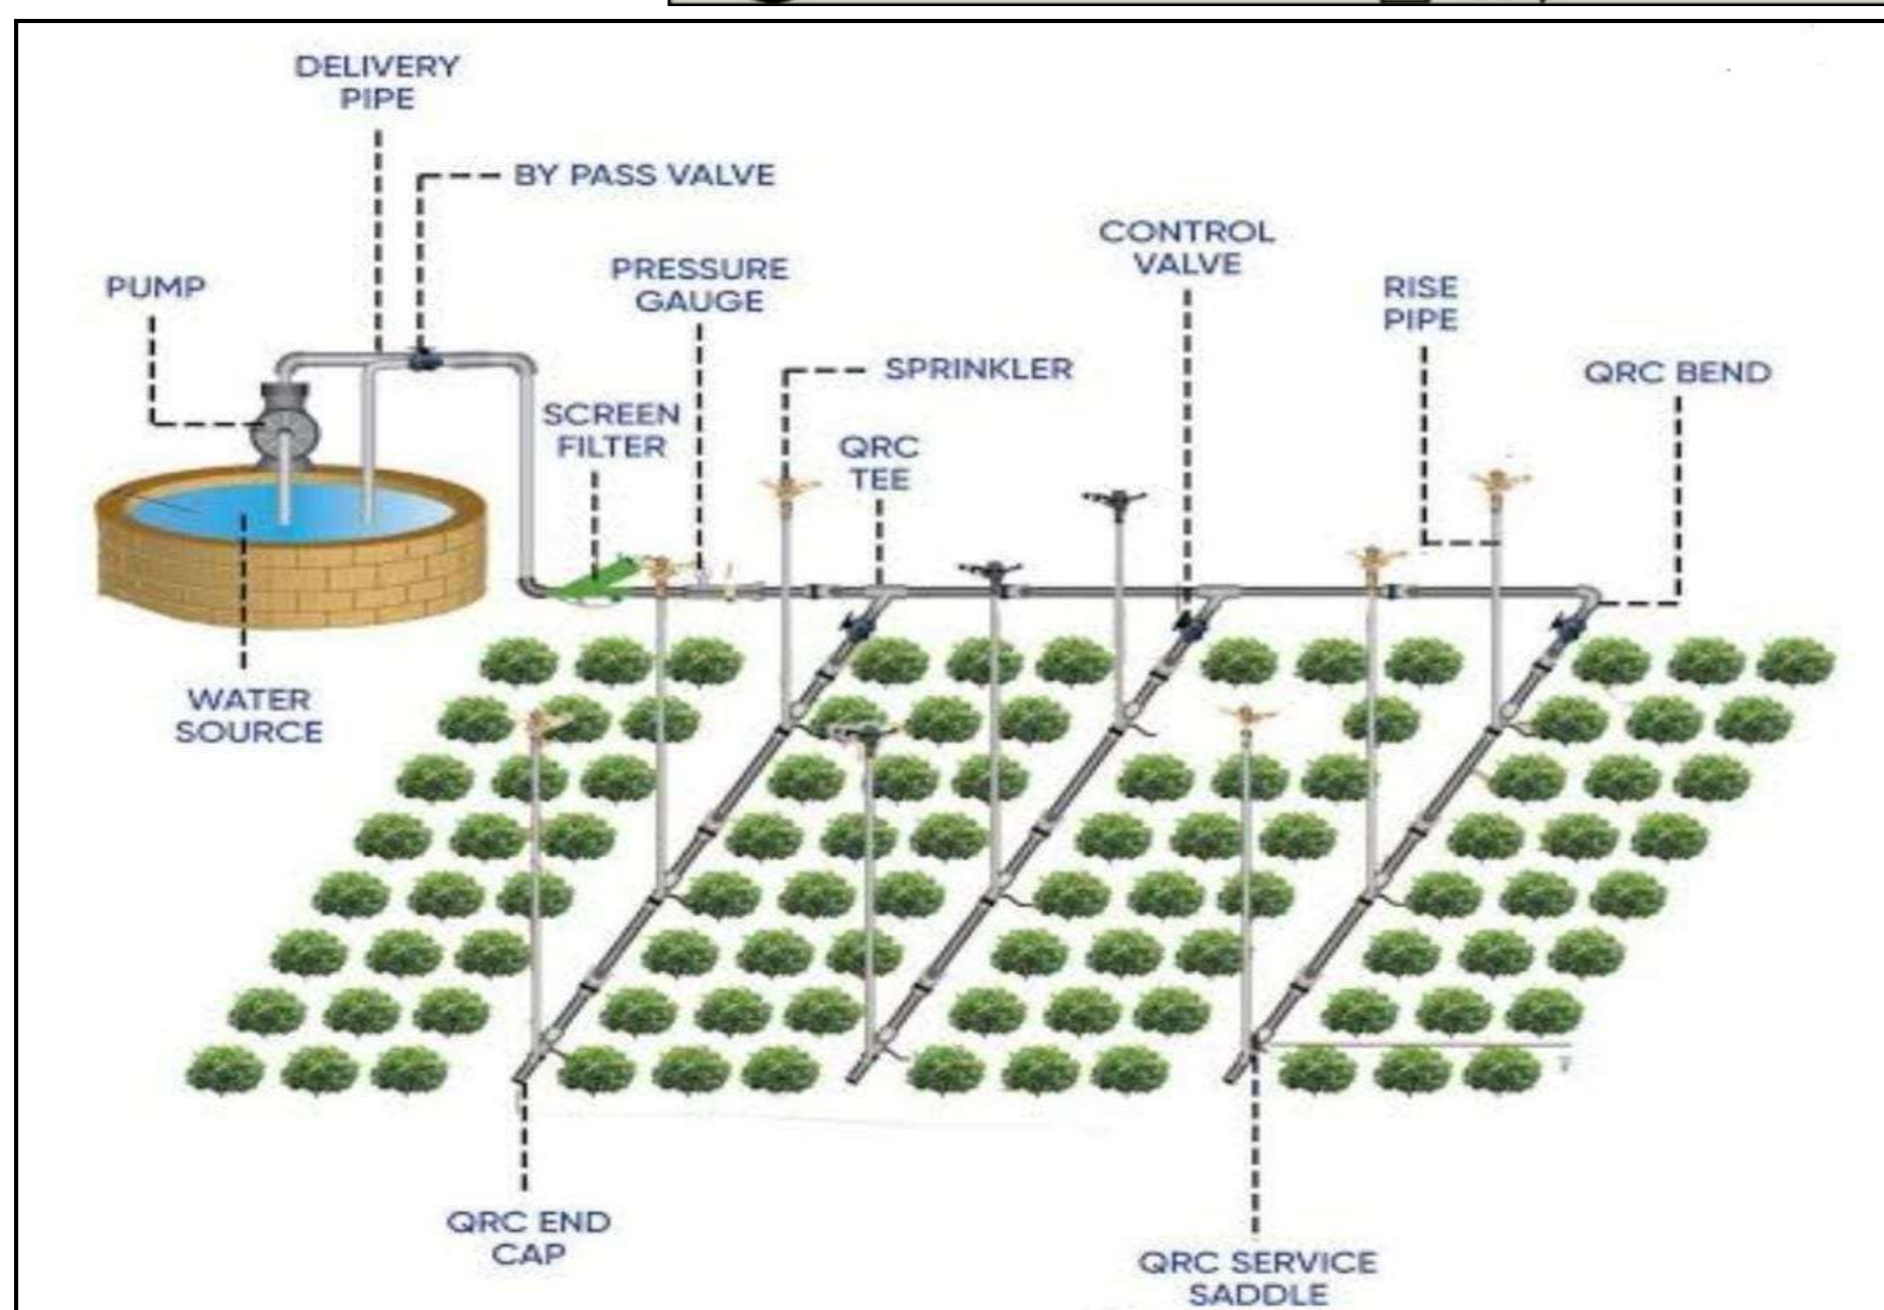 DELIVERY
PIPE
BY PASS VALVE
CONTROL
VALVE
PRESSURE
GAUGE
PUMP
RISE
PIPE
SPRINKLER
QRC BEND
SCREEN
FILTER
QRC
TEE
WATER
SOURCE
QRC END
CAP
QRC SERVICE
SADDLE